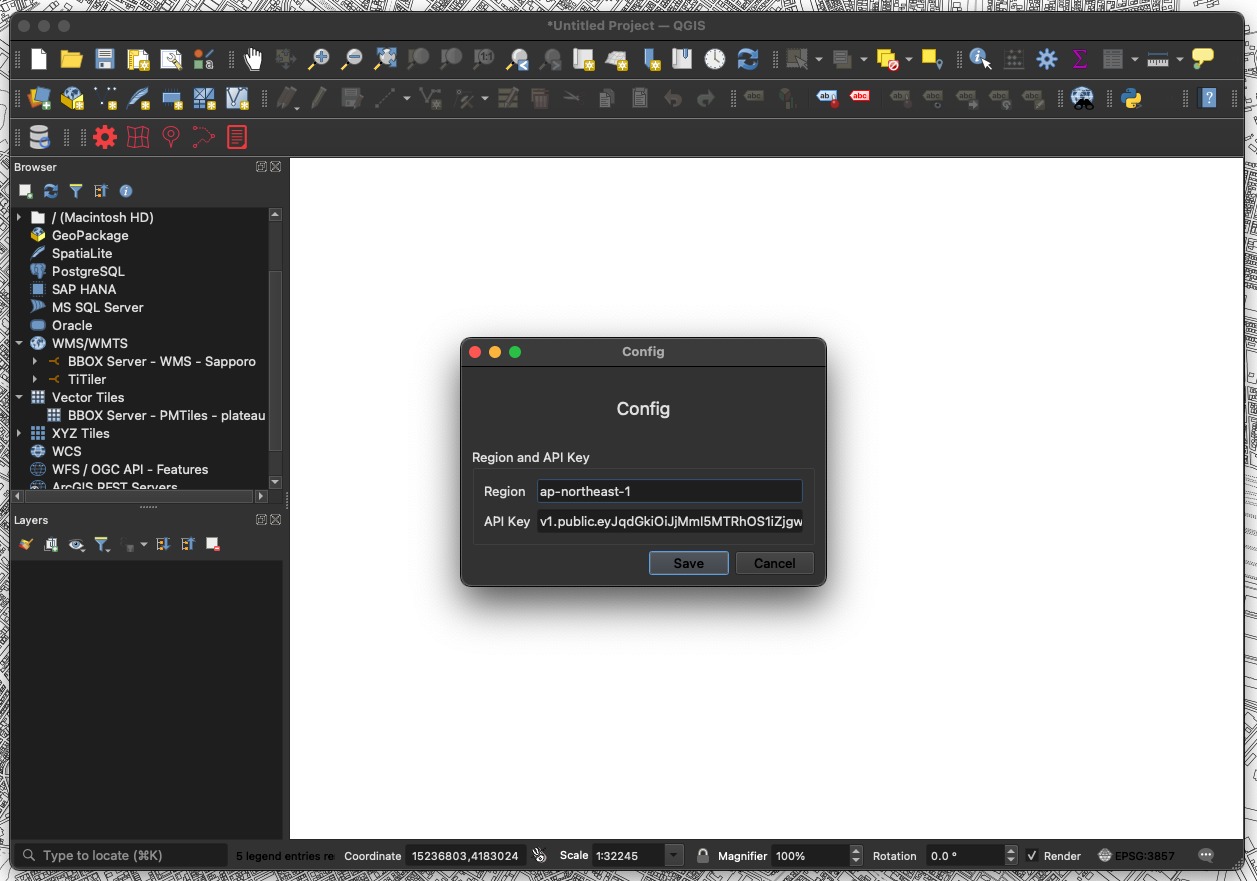 *Untitled Project — QGIS
Browser
/ (Macintosh HD)
GeoPackage
SpatiaLite
PostgreSQL
SAP HANA
MS SQL Server
Oracle
WMS/WMTS
BBOX Server - WMS - Sapporo
TiTiler
Vector Tiles
BBOX Server - PMTiles - plateau
XYZ Tiles
WCS
WFS / OGC API - Features
ArcGIS REST Servers
Layers
Config
Config
Region and API Key
Region ap-northeast-1
API Key
Save Cancel
Type to locate (⌘K) 5 legend entries re Coordinate 15236803,4183024 Scale 1:32245 Magnifier 100% Rotation 0.0 ° Render EPSG:3857